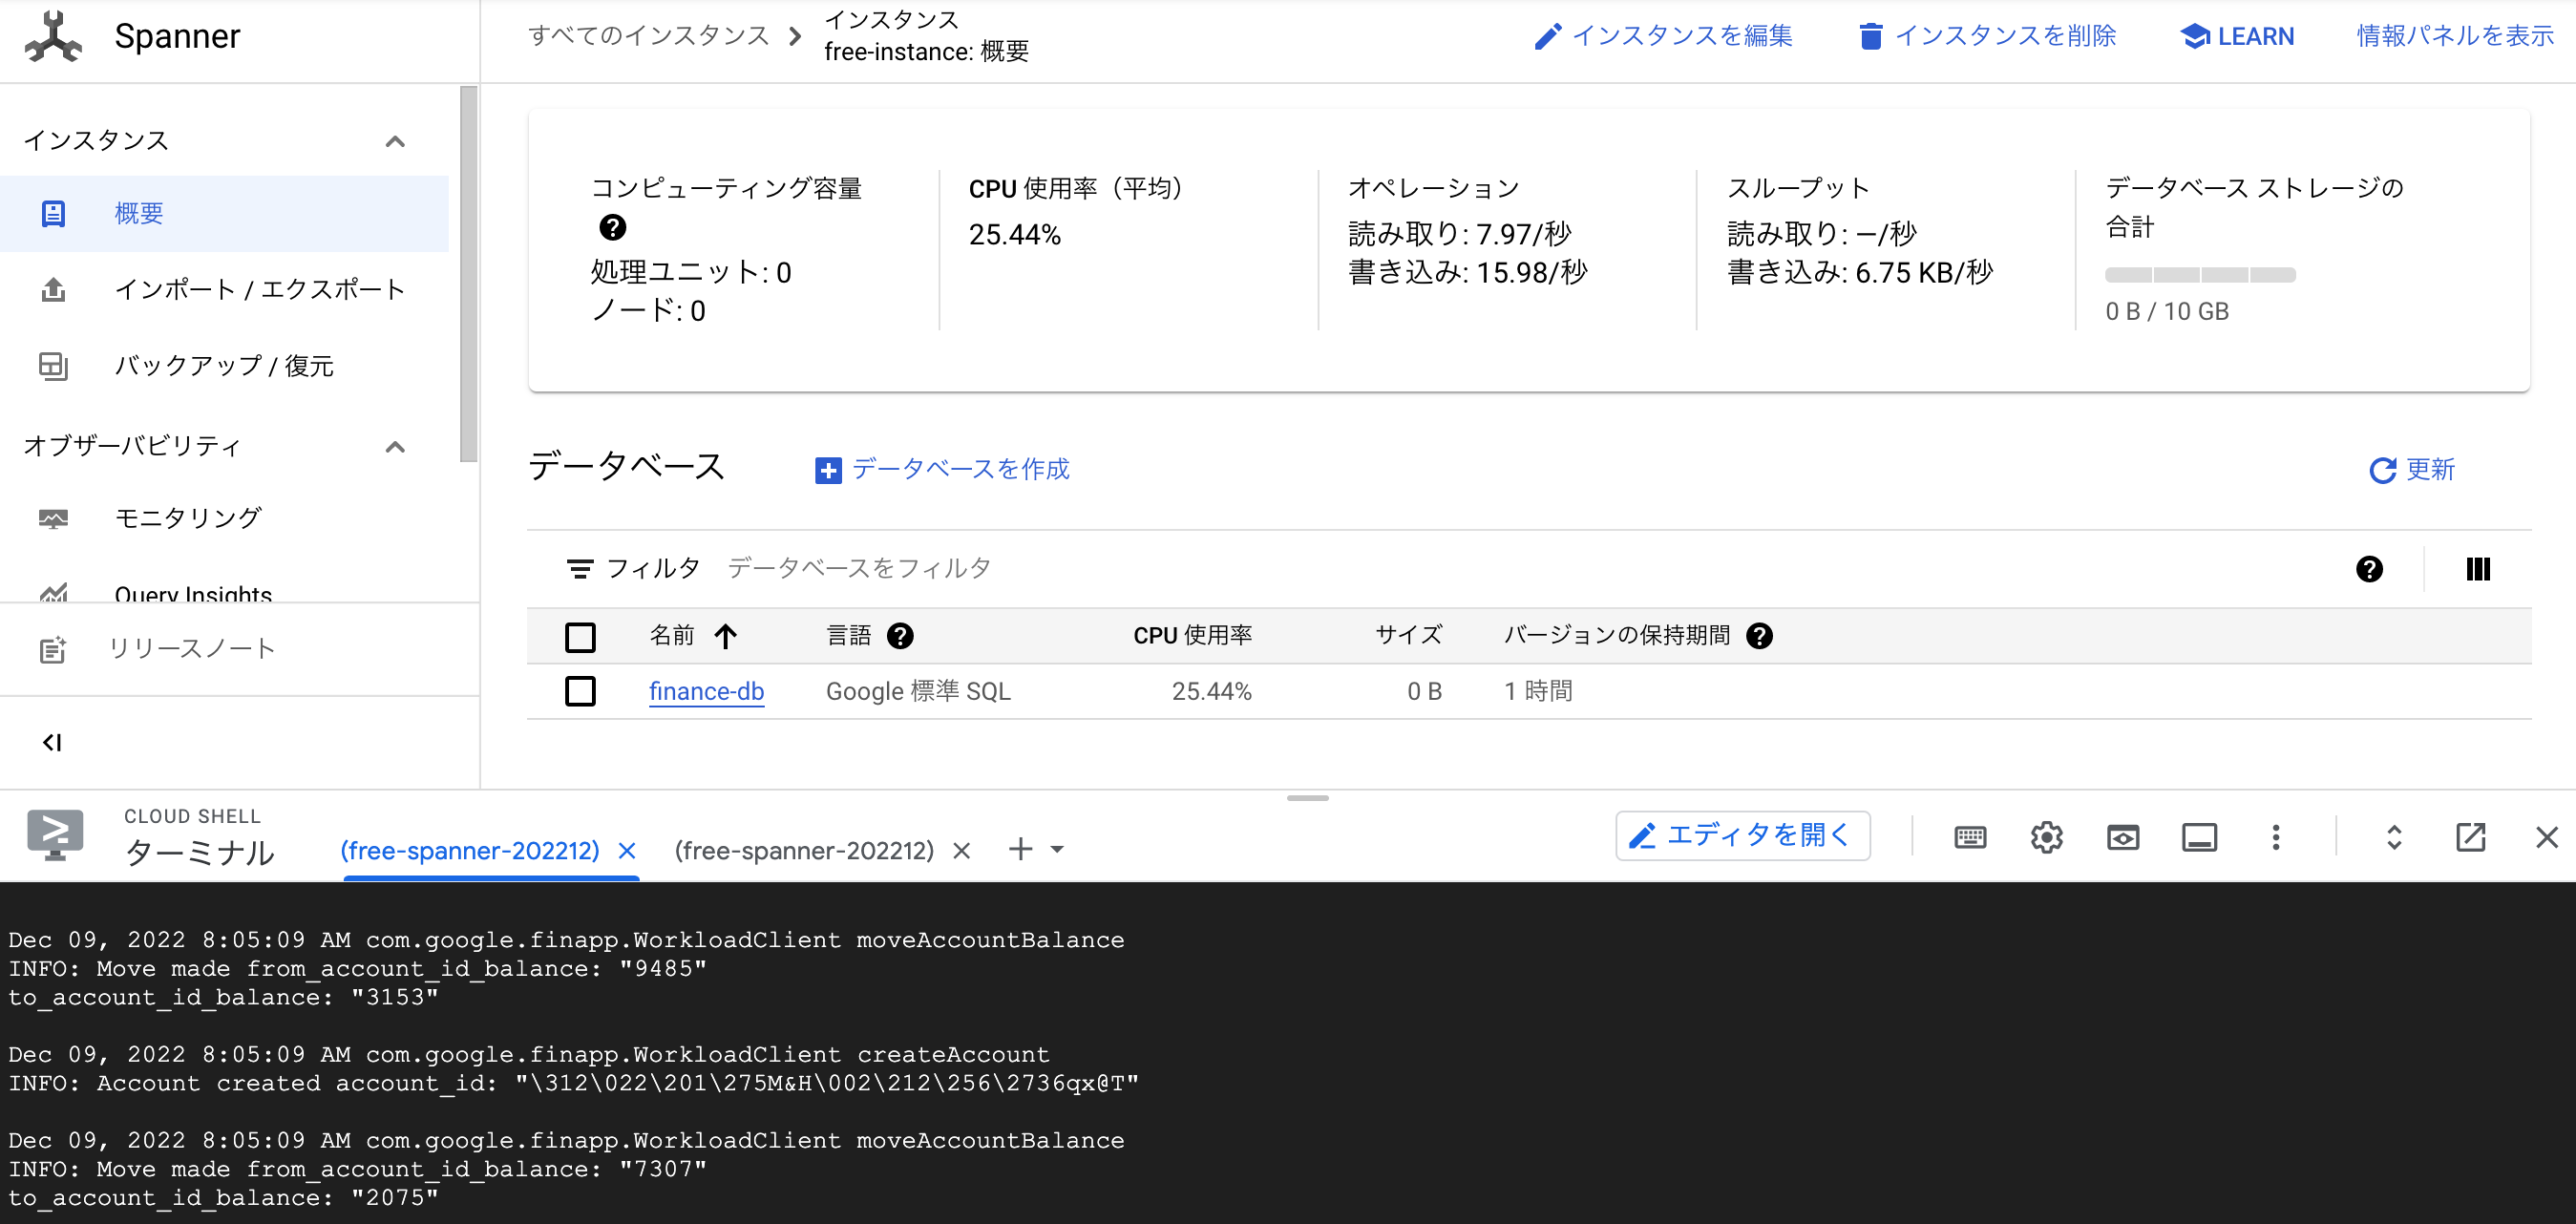 Spanner
すべてのインスタンス
インスタンス
free-instance: 概要
インスタンスを編集
インスタンスを削除
LEARN
情報パネルを表示
インスタンス
概要
インポート / エクスポート
バックアップ / 復元
オブザーバビリティ
モニタリング
Query Insights
リリースノート
コンピューティング容量
処理ユニット: 0
ノード: 0
CPU 使用率（平均）
25.44%
オペレーション
読み取り: 7.97/秒
書き込み: 15.98/秒
スループット
読み取り: —/秒
書き込み: 6.75 KB/秒
データベース ストレージの
合計
0 B / 10 GB
データベース
データベースを作成
更新
フィルタ データベースをフィルタ
名前 言語 CPU 使用率 サイズ バージョンの保持期間
finance-db Google 標準 SQL 25.44% 0 B 1 時間
CLOUD SHELL
ターミナル
(free-spanner-202212)
(free-spanner-202212)
エディタを開く
Dec 09, 2022 8:05:09 AM com.google.finapp.WorkloadClient moveAccountBalance
INFO: Move made from_account_id_balance: "9485"
to_account_id_balance: "3153"
Dec 09, 2022 8:05:09 AM com.google.finapp.WorkloadClient createAccount
INFO: Account created account_id: "\312\022\201\275M&H\002\212\256\2736qx@T"
Dec 09, 2022 8:05:09 AM com.google.finapp.WorkloadClient moveAccountBalance
INFO: Move made from_account_id_balance: "7307"
to_account_id_balance: "2075"